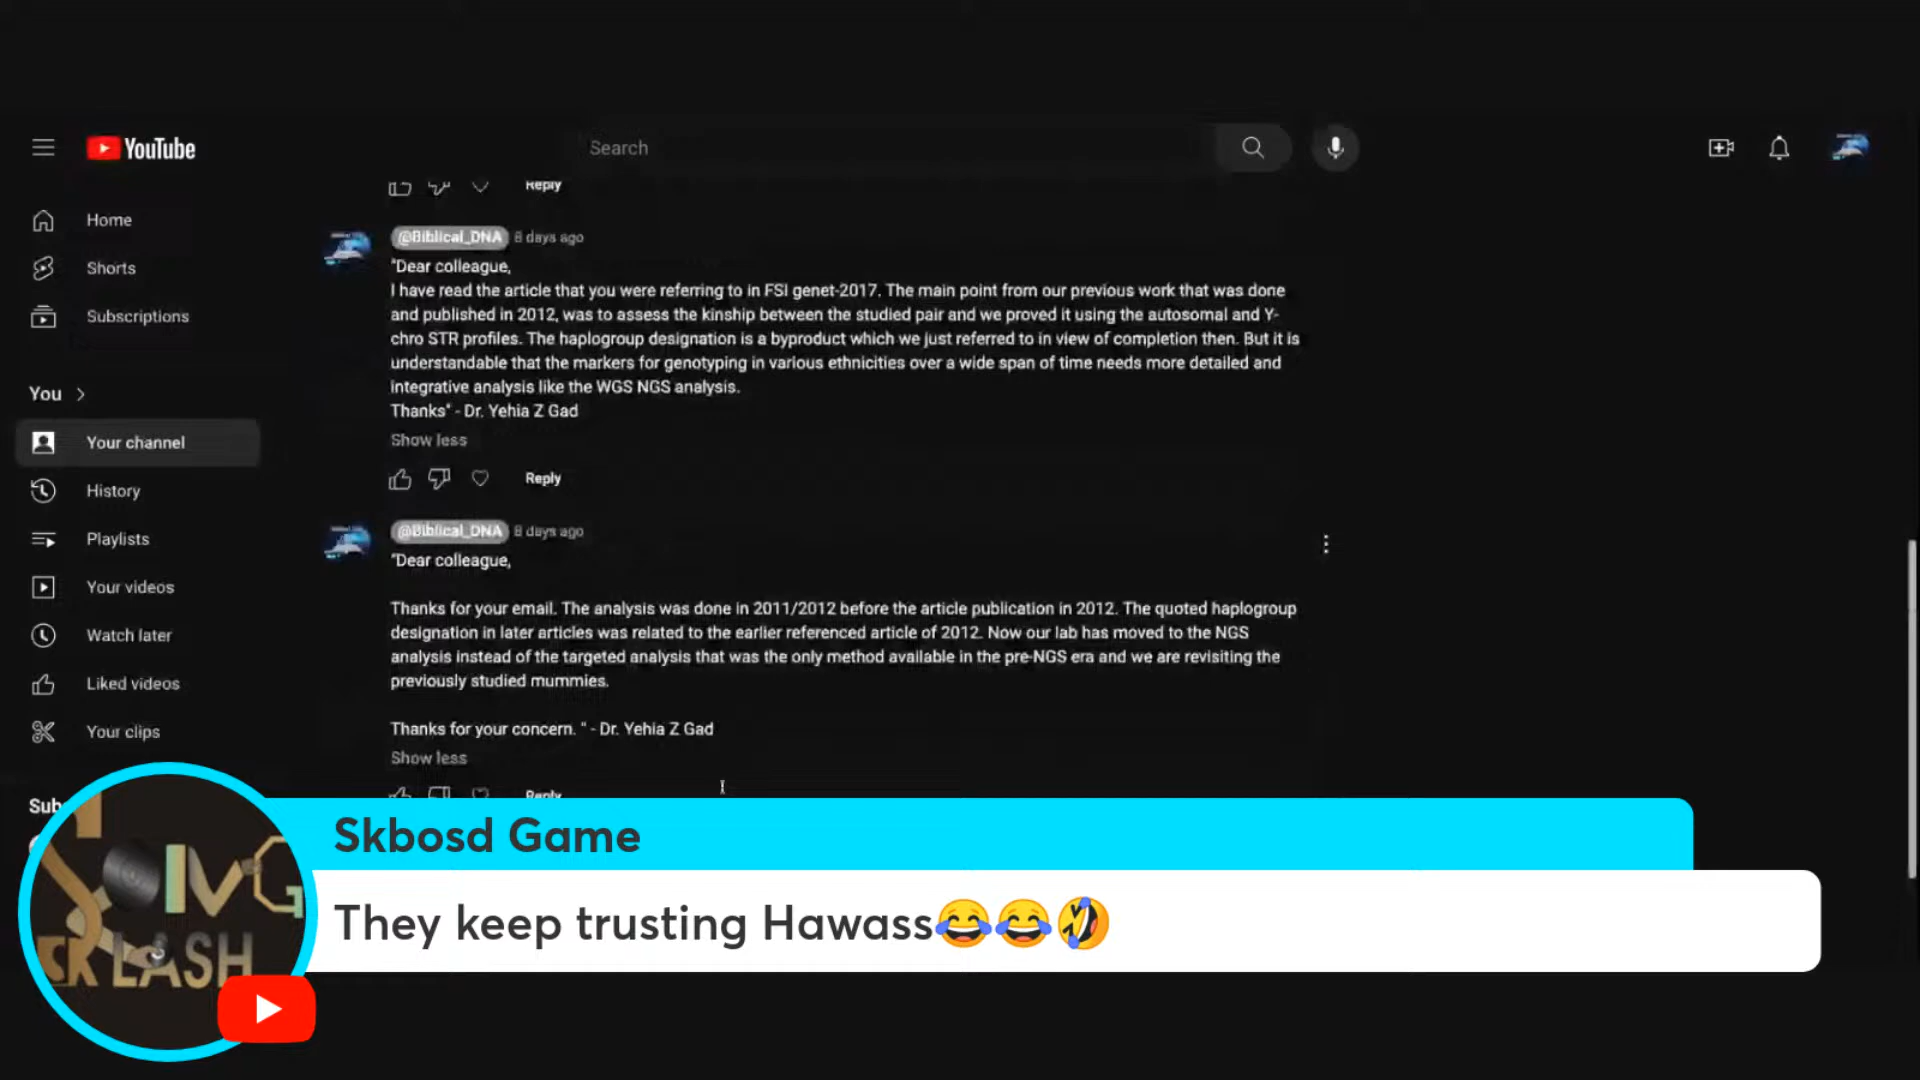 YouTube
Search
Home
Shorts
Subscriptions
You
Your channel
History
Playlists
Your videos
Watch later
Liked videos
Your clips
Reply
@Biblical_DNA 8 days ago
"Dear colleague,
I have read the article that you were referring to in FSI genet-2017. The main point from our previous work that was done
and published in 2012, was to assess the kinship between the studied pair and we proved it using the autosomal and Y-
chro STR profiles. The haplogroup designation is a byproduct which we just referred to in view of completion then. But it is
understandable that the markers for genotyping in various ethnicities over a wide span of time needs more detailed and
integrative analysis like the WGS NGS analysis.
Thanks" - Dr. Yehia Z Gad
Show less
Reply
@Biblical_DNA 8 days ago
"Dear colleague,
Thanks for your email. The analysis was done in 2011/2012 before the article publication in 2012. The quoted haplogroup
designation in later articles was related to the earlier referenced article of 2012. Now our lab has moved to the NGS
analysis instead of the targeted analysis that was the only method available in the pre-NGS era and we are revisiting the
previously studied mummies.
Thanks for your concern. " - Dr. Yehia Z Gad
Show less
Reply
Skbosd Game
They keep trusting Hawass😂😂🤣